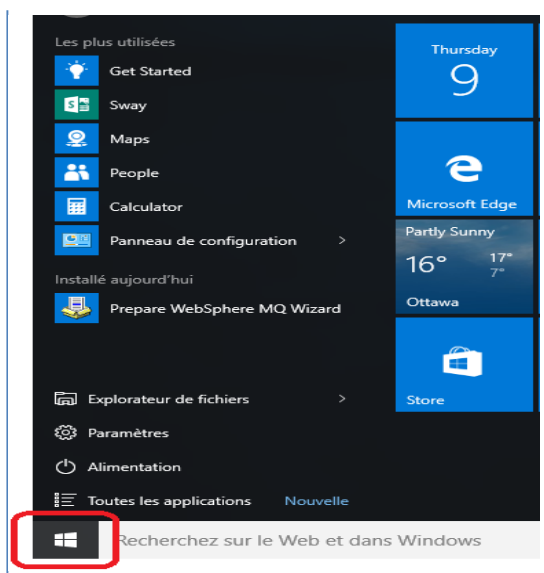 Les plus utilisées
Get Started
Sway
Maps
People
Calculator
Panneau de configuration >
Installé aujourd'hui
Prepare WebSphere MQ Wizard
Explorateur de fichiers >
Paramètres
Alimentation
Toutes les applications Nouvelle
Recherchez sur le Web et dans Windows
Thursday
9
Microsoft Edge
Partly Sunny
16° 17°
7°
Ottawa
Store